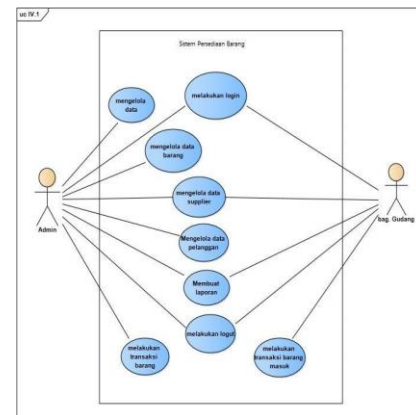 uc IV.1
Sistem Persediaan Barang
mengelola
data
melakukan login
mengelola data
barang
mengelola data
supplier
Admin
bag. Gudang
Mengelola data
pelanggan
Membuat
laporan
melakukan logut
melakukan
transaksi
barang
melakukan
transaksi barang
masuk